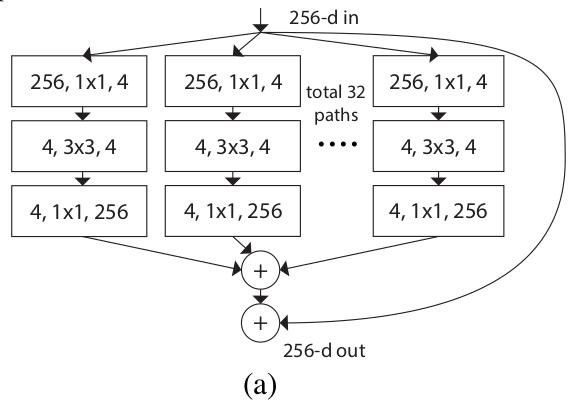 256-d in
256, 1x1, 4
256, 1x1, 4
256, 1x1, 4
total 32
paths
4, 3x3, 4
4, 3x3, 4
....
4, 3x3, 4
4, 1x1, 256
4, 1x1, 256
4, 1x1, 256
+
+
256-d out
(a)